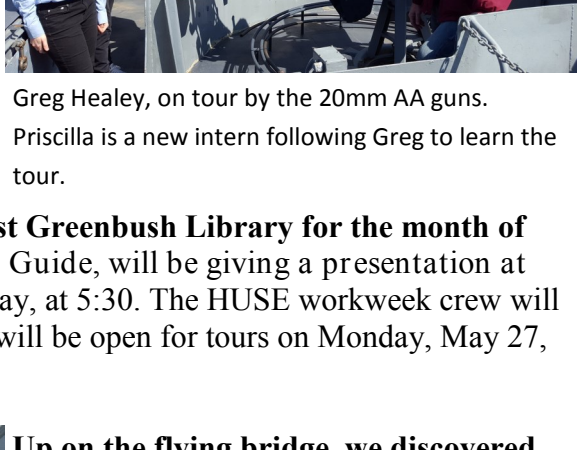 Greg Healey, on tour by the 20mm AA guns.
Priscilla is a new intern following Greg to learn the
tour.
st Greenbush Library for the month of
Guide, will be giving a presentation at
ay, at 5:30. The HUSE workweek crew will
will be open for tours on Monday, May 27,
Up on the flying bridge, we discovered